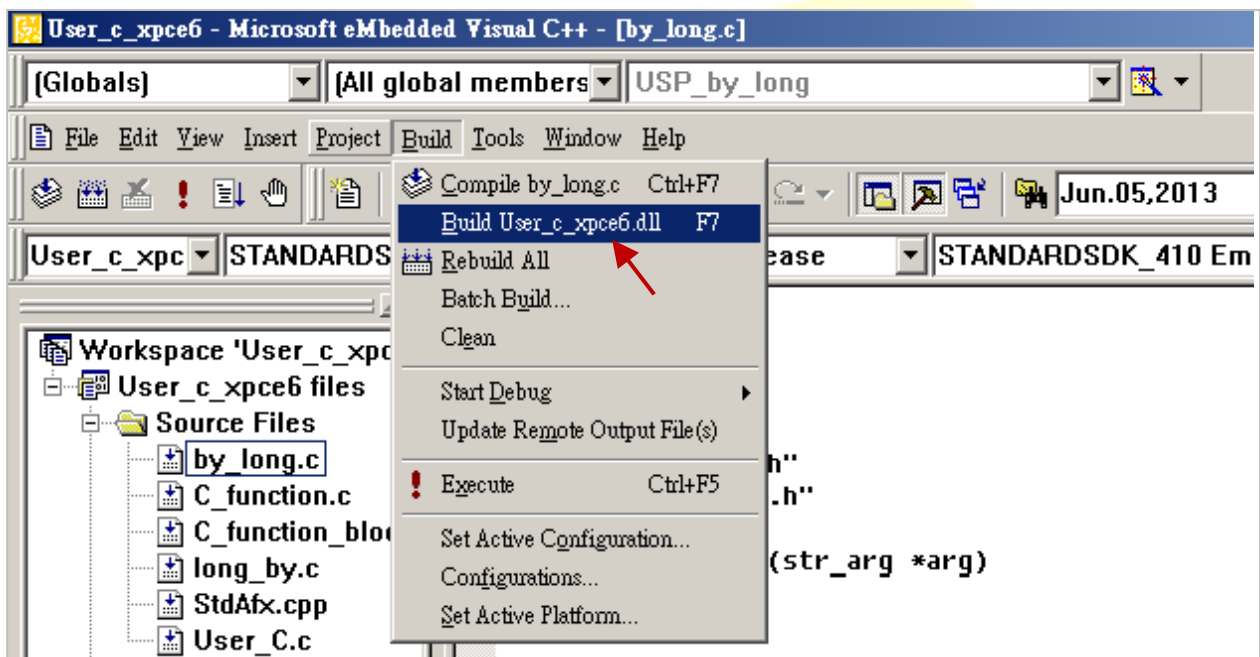 User_c_xpce6 - Microsoft eMbedded Visual C++ - [by_long.c]
(Globals) (All global members USP_by_long
File Edit View Insert Project Build Tools Window Help
Jun.05,2013
User_c_xpc STANDARDS ease STANDARDSDK_410 Em
Compile by_long.c Ctrl+F7
Build User_c_xpce6.dll F7
Rebuild All
Batch Build...
Clean
Start Debug
Update Remote Output File(s)
Execute Ctrl+F5
Set Active Configuration...
Configurations...
Set Active Platform...
Workspace 'User_c_xpc
User_c_xpce6 files
Source Files
by_long.c
C_function.c
C_function_bloc
long_by.c
StdAfx.cpp
User_C.c
h"
.h"
(str_arg *arg)